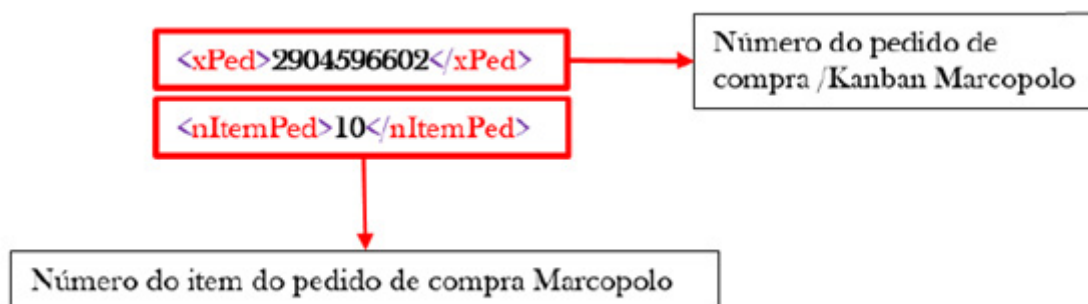 <xPed>2904596602</xPed>
Número do pedido de
compra /Kanban Marcopolo
<nItemPed>10</nItemPed>
Número do item do pedido de compra Marcopolo